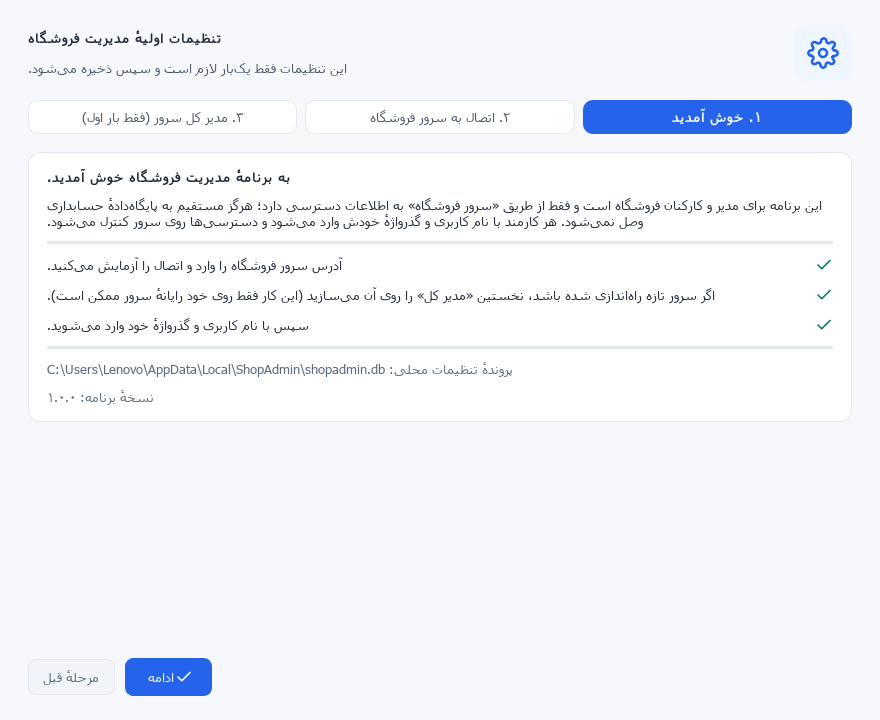 تنظیمات اولیهٔ مدیریت فروشگاه
این تنظیمات فقط یک‌بار لازم است و سپس ذخیره می‌شود.
۱. خوش آمدید
۲. اتصال به سرور فروشگاه
۳. مدیر کل سرور (فقط بار اول)
به برنامهٔ مدیریت فروشگاه خوش آمدید.
این برنامه برای مدیر و کارکنان فروشگاه است و فقط از طریق «سرور فروشگاه» به اطلاعات دسترسی دارد؛ هرگز مستقیم به پایگاه‌دادهٔ حسابداری
وصل نمی‌شود. هر کارمند با نام کاربری و گذرواژهٔ خودش وارد می‌شود و دسترسی‌ها روی سرور کنترل می‌شود.
آدرس سرور فروشگاه را وارد و اتصال را آزمایش می‌کنید.
اگر سرور تازه راه‌اندازی شده باشد، نخستین «مدیر کل» را روی آن می‌سازید (این کار فقط روی خود رایانهٔ سرور ممکن است).
سپس با نام کاربری و گذرواژهٔ خود وارد می‌شوید.
پروندهٔ تنظیمات محلی: C:\Users\Lenovo\AppData\Local\ShopAdmin\shopadmin.db
نسخهٔ برنامه: ۱.۰.۰
ادامه
مرحلهٔ قبل